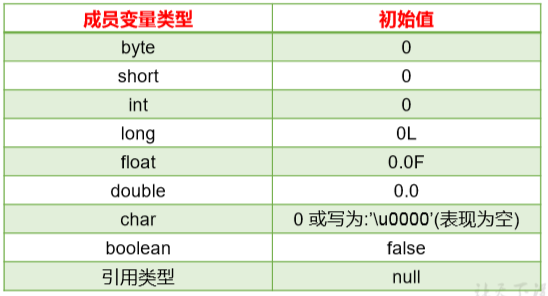 成员变量类型 初始值
byte 0
short 0
int 0
long 0L
float 0.0F
double 0.0
char 0 或写为:’\u0000’(表现为空)
boolean false
引用类型 null